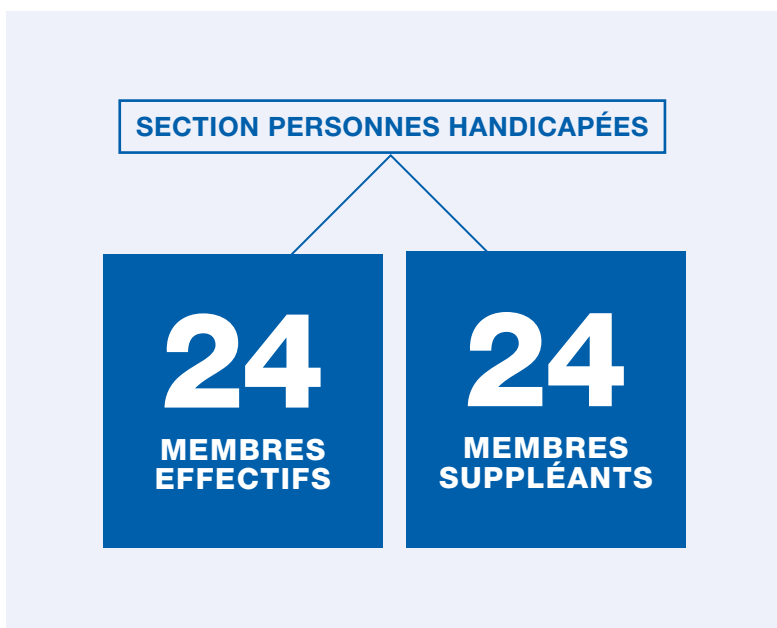 SECTION PERSONNES HANDICAPÉES
24
MEMBRES
EFFECTIFS
24
MEMBRES
SUPPLÉANTS